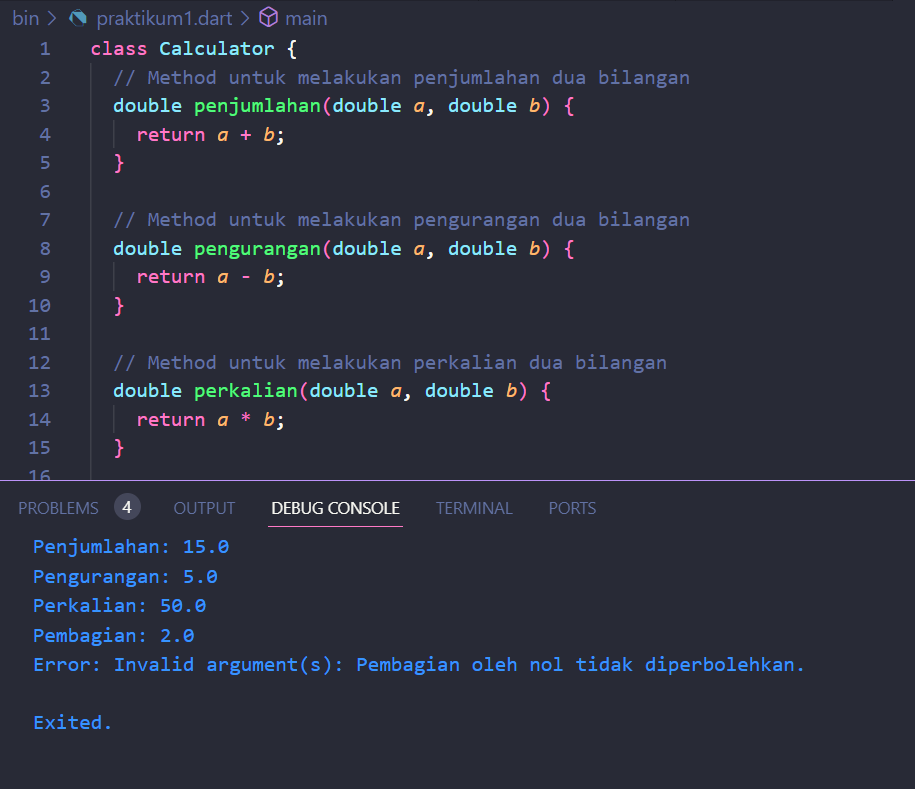 bin > praktikum1.dart > main
1 class Calculator {
2 // Method untuk melakukan penjumlahan dua bilangan
3 double penjumlahan(double a, double b) {
4 return a + b;
5 }
6
7 // Method untuk melakukan pengurangan dua bilangan
8 double pengurangan(double a, double b) {
9 return a - b;
10 }
11
12 // Method untuk melakukan perkalian dua bilangan
13 double perkalian(double a, double b) {
14 return a * b;
15 }
16
PROBLEMS 4 OUTPUT DEBUG CONSOLE TERMINAL PORTS
Penjumlahan: 15.0
Pengurangan: 5.0
Perkalian: 50.0
Pembagian: 2.0
Error: Invalid argument(s): Pembagian oleh nol tidak diperbolehkan.
Exited.